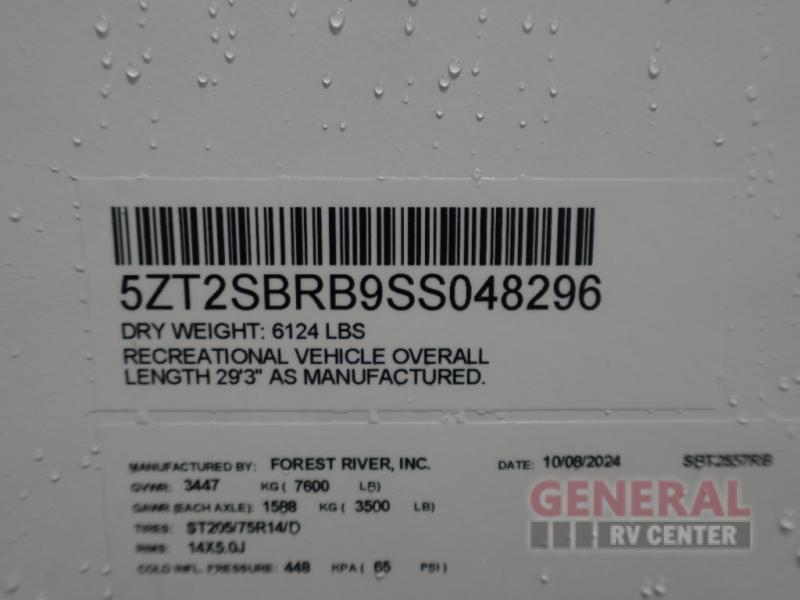 5ZT2SBRB9SS048296
DRY WEIGHT: 6124 LBS
RECREATIONAL VEHICLE OVERALL
LENGTH 29'3" AS MANUFACTURED.
MANUFACTURED BY: FOREST RIVER, INC. DATE: 10/08/2024 SBT2557RB
GVWR: 3447 KG ( 7600 LB)
GAWR (EACH AXLE): 1588 KG ( 3500 LB)
TIRES: ST205/75R14/D
RIMS: 14X5.0J
COLD INFL. PRESSURE: 448 KPA ( 65 PSI )
GENERAL
RV CENTER